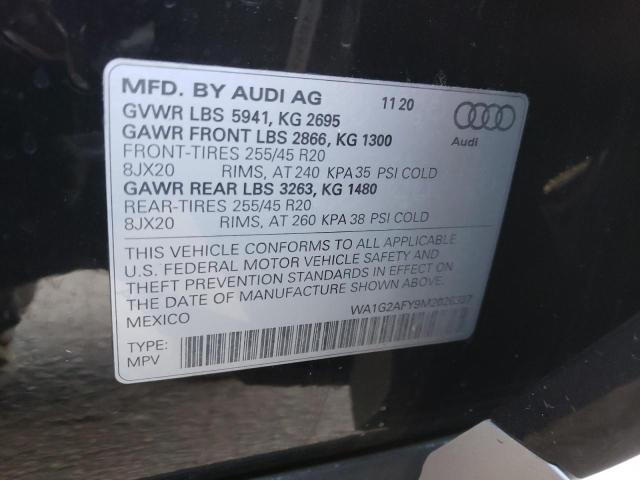 MFD. BY AUDI AG 11 20
GVWR LBS 5941, KG 2695
GAWR FRONT LBS 2866, KG 1300
FRONT-TIRES 255/45 R20
8JX20 RIMS, AT 240 KPA 35 PSI COLD
GAWR REAR LBS 3263, KG 1480
REAR-TIRES 255/45 R20
8JX20 RIMS, AT 260 KPA 38 PSI COLD
Audi
THIS VEHICLE CONFORMS TO ALL APPLICABLE
U.S. FEDERAL MOTOR VEHICLE SAFETY AND
THEFT PREVENTION STANDARDS IN EFFECT ON
THE DATE OF MANUFACTURE SHOWN ABOVE.
MEXICO
TYPE:
MPV